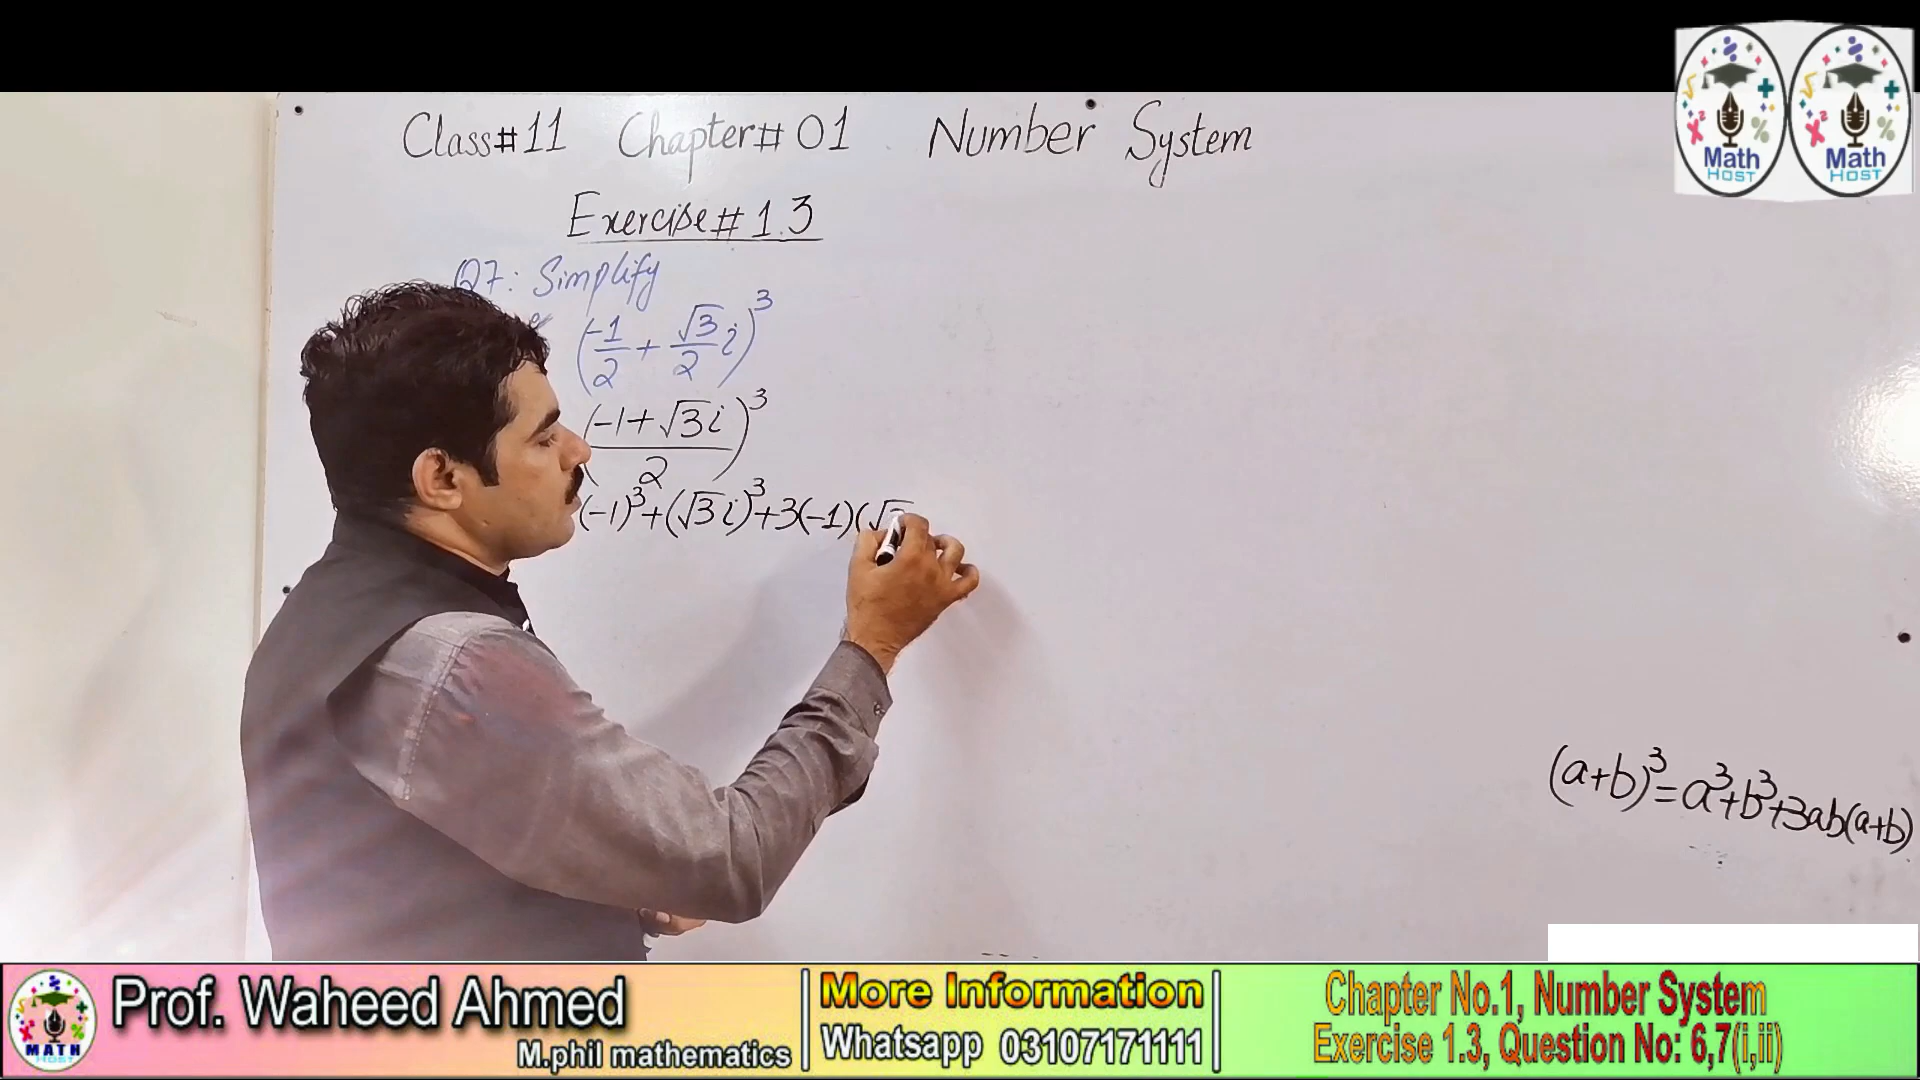 Math
HOST
Math
HOST
Class#11 Chapter#01 Number System
Exercise#1.3
Q7: Simplify
(-1/2 + √3/2 i)³
(-1+√3i / 2)³
(-1)³+(√3i)³+3(-1)(√
(a+b)³=a³+b³+3ab(a+b)
MATH
HOST
Prof. Waheed Ahmed
M.phil mathematics
More Information
Whatsapp 03107171111
Chapter No.1, Number System
Exercise 1.3, Question No: 6,7(i,ii)